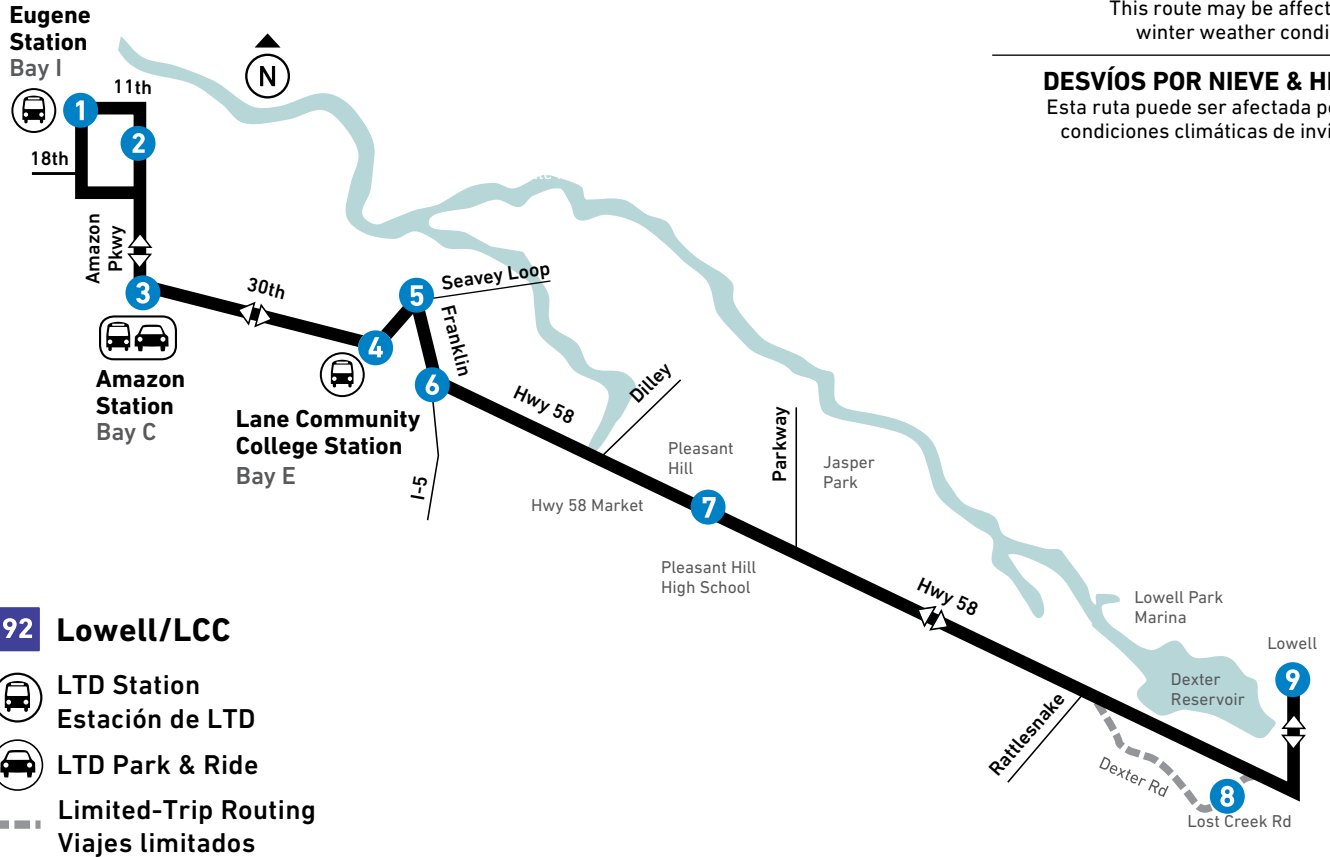 This route may be affect
winter weather condi
DESVÍOS POR NIEVE & H
Esta ruta puede ser afectada p
condiciones climáticas de invi
Eugene
Station
Bay I
N
11th
1
2
18th
Amazon
Pkwy
3
30th
Amazon
Station
Bay C
4
5
Seavey Loop
Franklin
6
Lane Community
College Station
Bay E
I-5
Hwy 58
Dilley
Pleasant
Hill
Hwy 58 Market
7
Pleasant Hill
High School
Parkway
Jasper
Park
Hwy 58
Rattlesnake
Lowell Park
Marina
Dexter
Reservoir
Lowell
9
Dexter Rd
8
Lost Creek Rd
92 Lowell/LCC
LTD Station
Estación de LTD
LTD Park & Ride
Limited-Trip Routing
Viajes limitados